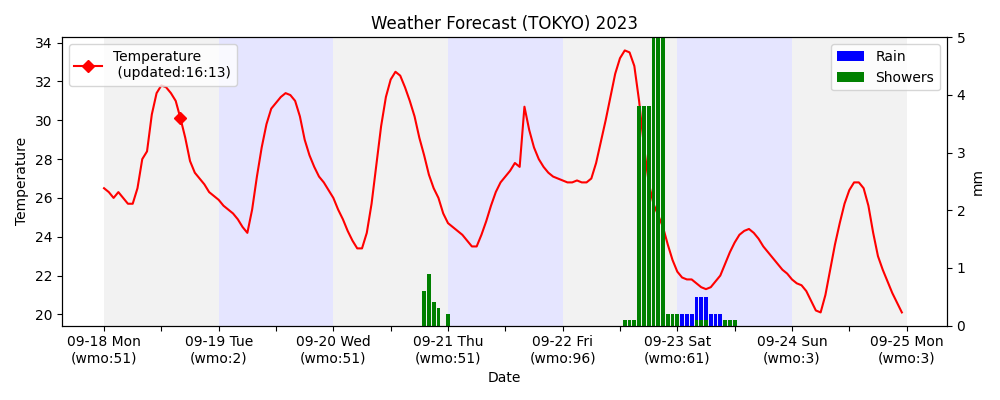 Weather Forecast (TOKYO) 2023
Temperature
(updated:16:13)
Rain
Showers
34
32
30
28
26
24
22
20
Temperature
5
4
3
2
1
0
mm
09-18 Mon 09-19 Tue 09-20 Wed 09-21 Thu 09-22 Fri 09-23 Sat 09-24 Sun 09-25 Mon
(wmo:51) (wmo:2) (wmo:51) (wmo:51) (wmo:96) (wmo:61) (wmo:3) (wmo:3)
Date